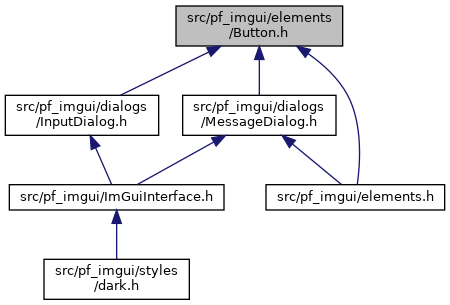 src/pf_imgui/elements
/Button.h
src/pf_imgui/dialogs
/InputDialog.h
src/pf_imgui/dialogs
/MessageDialog.h
src/pf_imgui/ImGuiInterface.h
src/pf_imgui/elements.h
src/pf_imgui/styles
/dark.h